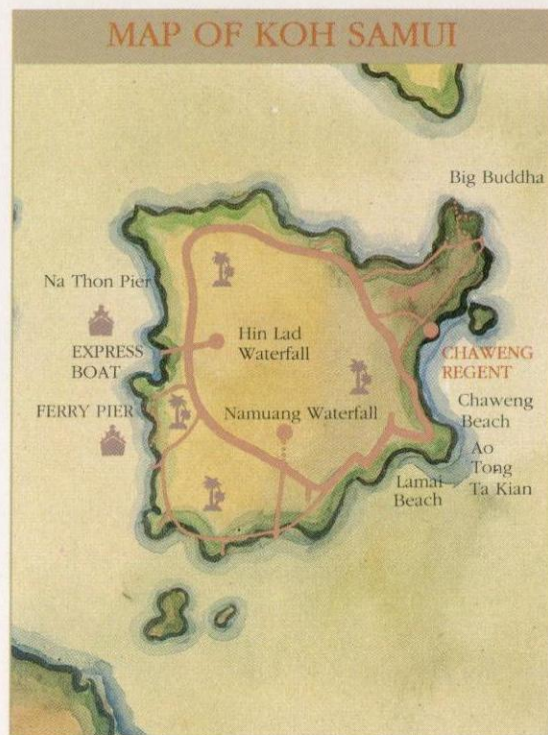 MAP OF KOH SAMUI
Big Buddha
Na Thon Pier
EXPRESS
BOAT
Hin Lad
Waterfall
CHAWENG
REGENT
FERRY PIER
Namuang Waterfall
Chaweng
Beach
Lamai
Beach
Ao
Tong
Ta Kian